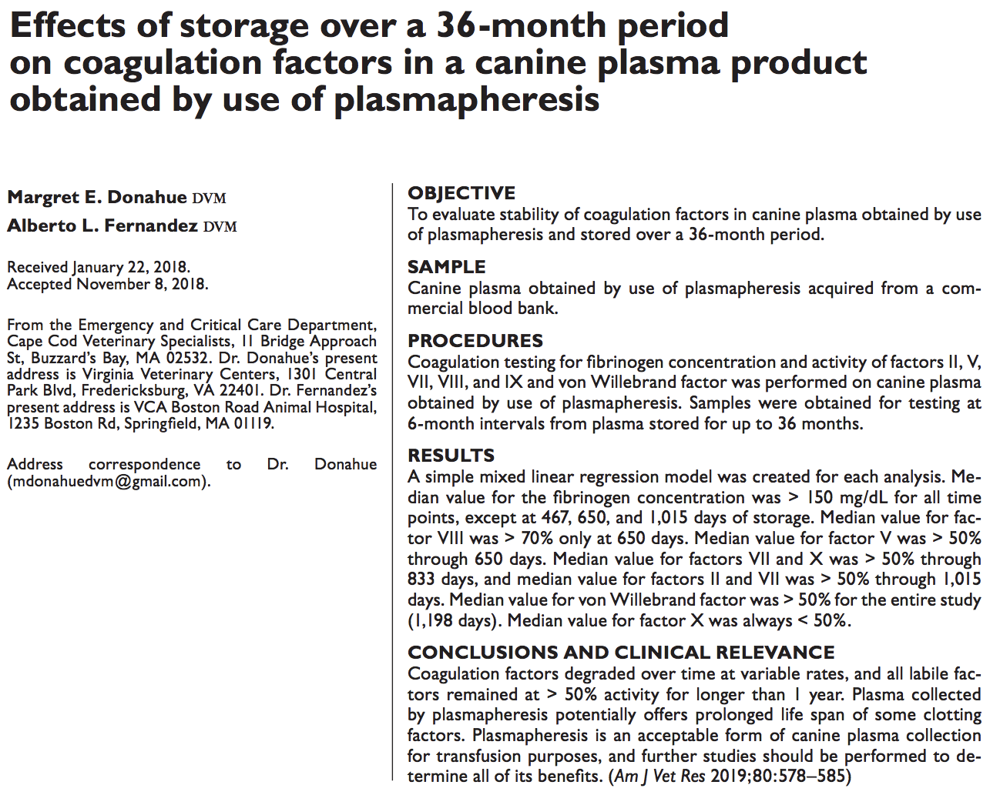 Effects of storage over a 36-month period
on coagulation factors in a canine plasma product
obtained by use of plasmapheresis
Margret E. Donahue DVM
Alberto L. Fernandez DVM
Received January 22, 2018.
Accepted November 8, 2018.
From the Emergency and Critical Care Department,
Cape Cod Veterinary Specialists, 11 Bridge Approach
St, Buzzard's Bay, MA 02532. Dr. Donahue's present
address is Virginia Veterinary Centers, 1301 Central
Park Blvd, Fredericksburg, VA 22401. Dr. Fernandez's
present address is VCA Boston Road Animal Hospital,
1235 Boston Rd, Springfield, MA 01119.
Address correspondence to Dr. Donahue
(mdonahuedvm@gmail.com).
OBJECTIVE
To evaluate stability of coagulation factors in canine plasma obtained by use
of plasmapheresis and stored over a 36-month period.
SAMPLE
Canine plasma obtained by use of plasmapheresis acquired from a com-
mercial blood bank.
PROCEDURES
Coagulation testing for fibrinogen concentration and activity of factors II, V,
VII, VIII, and IX and von Willebrand factor was performed on canine plasma
obtained by use of plasmapheresis. Samples were obtained for testing at
6-month intervals from plasma stored for up to 36 months.
RESULTS
A simple mixed linear regression model was created for each analysis. Me-
dian value for the fibrinogen concentration was > 150 mg/dL for all time
points, except at 467, 650, and 1,015 days of storage. Median value for fac-
tor VIII was > 70% only at 650 days. Median value for factor V was > 50%
through 650 days. Median value for factors VII and X was > 50% through
833 days, and median value for factors II and VII was > 50% through 1,015
days. Median value for von Willebrand factor was > 50% for the entire study
(1,198 days). Median value for factor X was always < 50%.
CONCLUSIONS AND CLINICAL RELEVANCE
Coagulation factors degraded over time at variable rates, and all labile fac-
tors remained at > 50% activity for longer than 1 year. Plasma collected
by plasmapheresis potentially offers prolonged life span of some clotting
factors. Plasmapheresis is an acceptable form of canine plasma collection
for transfusion purposes, and further studies should be performed to de-
termine all of its benefits. (Am J Vet Res 2019;80:578–585)